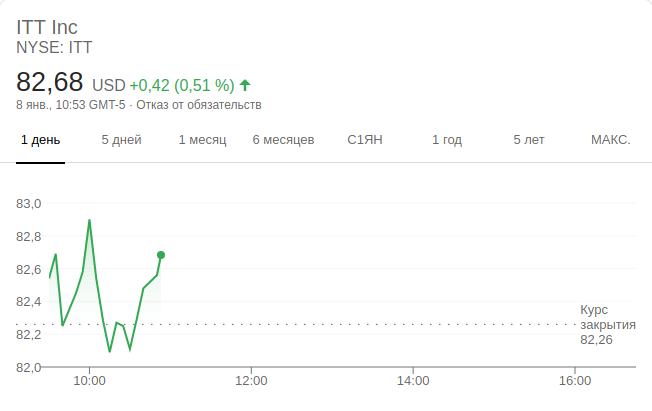 ITT Inc
NYSE: ITT
82,68 USD +0,42 (0,51 %)
8 янв., 10:53 GMT-5 · Отказ от обязательств
1 день 5 дней 1 месяц 6 месяцев С1ЯН 1 год 5 лет МАКС.
83,0
82,8
82,6
82,4
82,2
82,0
Курс
закрытия
82,26
10:00 12:00 14:00 16:00